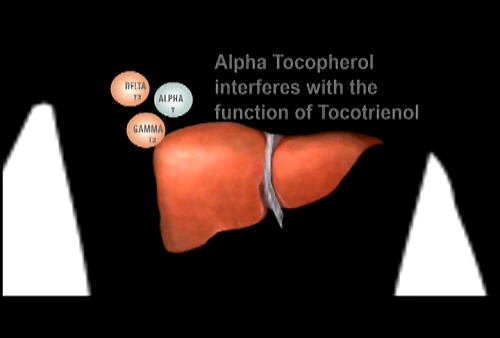 Alpha Tocopherol
interferes with the
function of Tocotrienol
DELTA
T3
ALPHA
T
GAMMA
T3